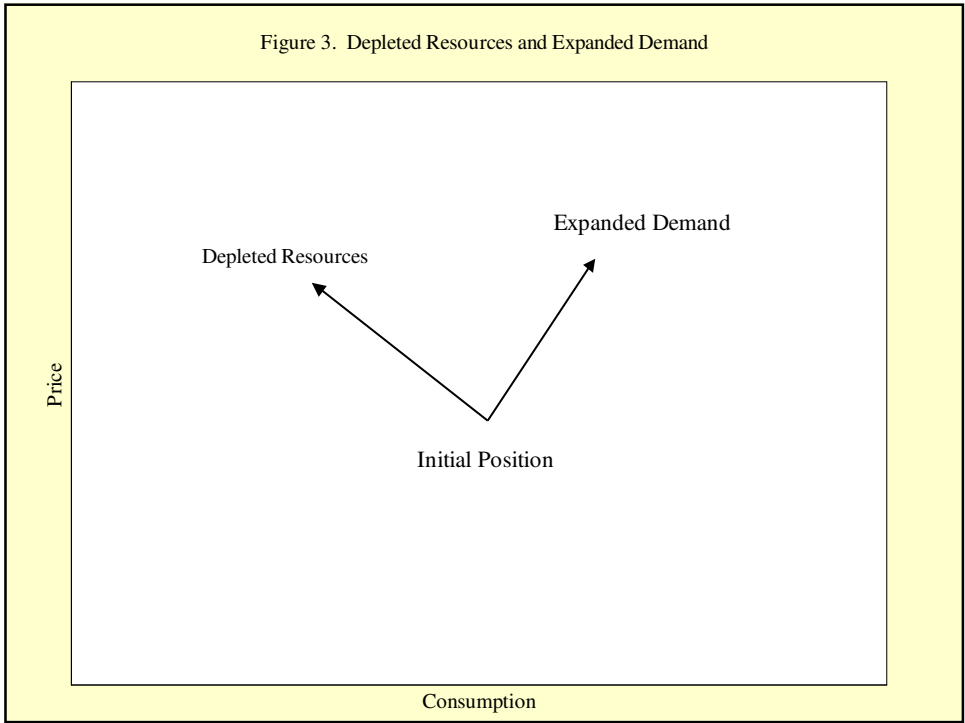 Figure 3.  Depleted Resources and Expanded Demand
Expanded Demand
Depleted Resources
Price
Initial Position
Consumption